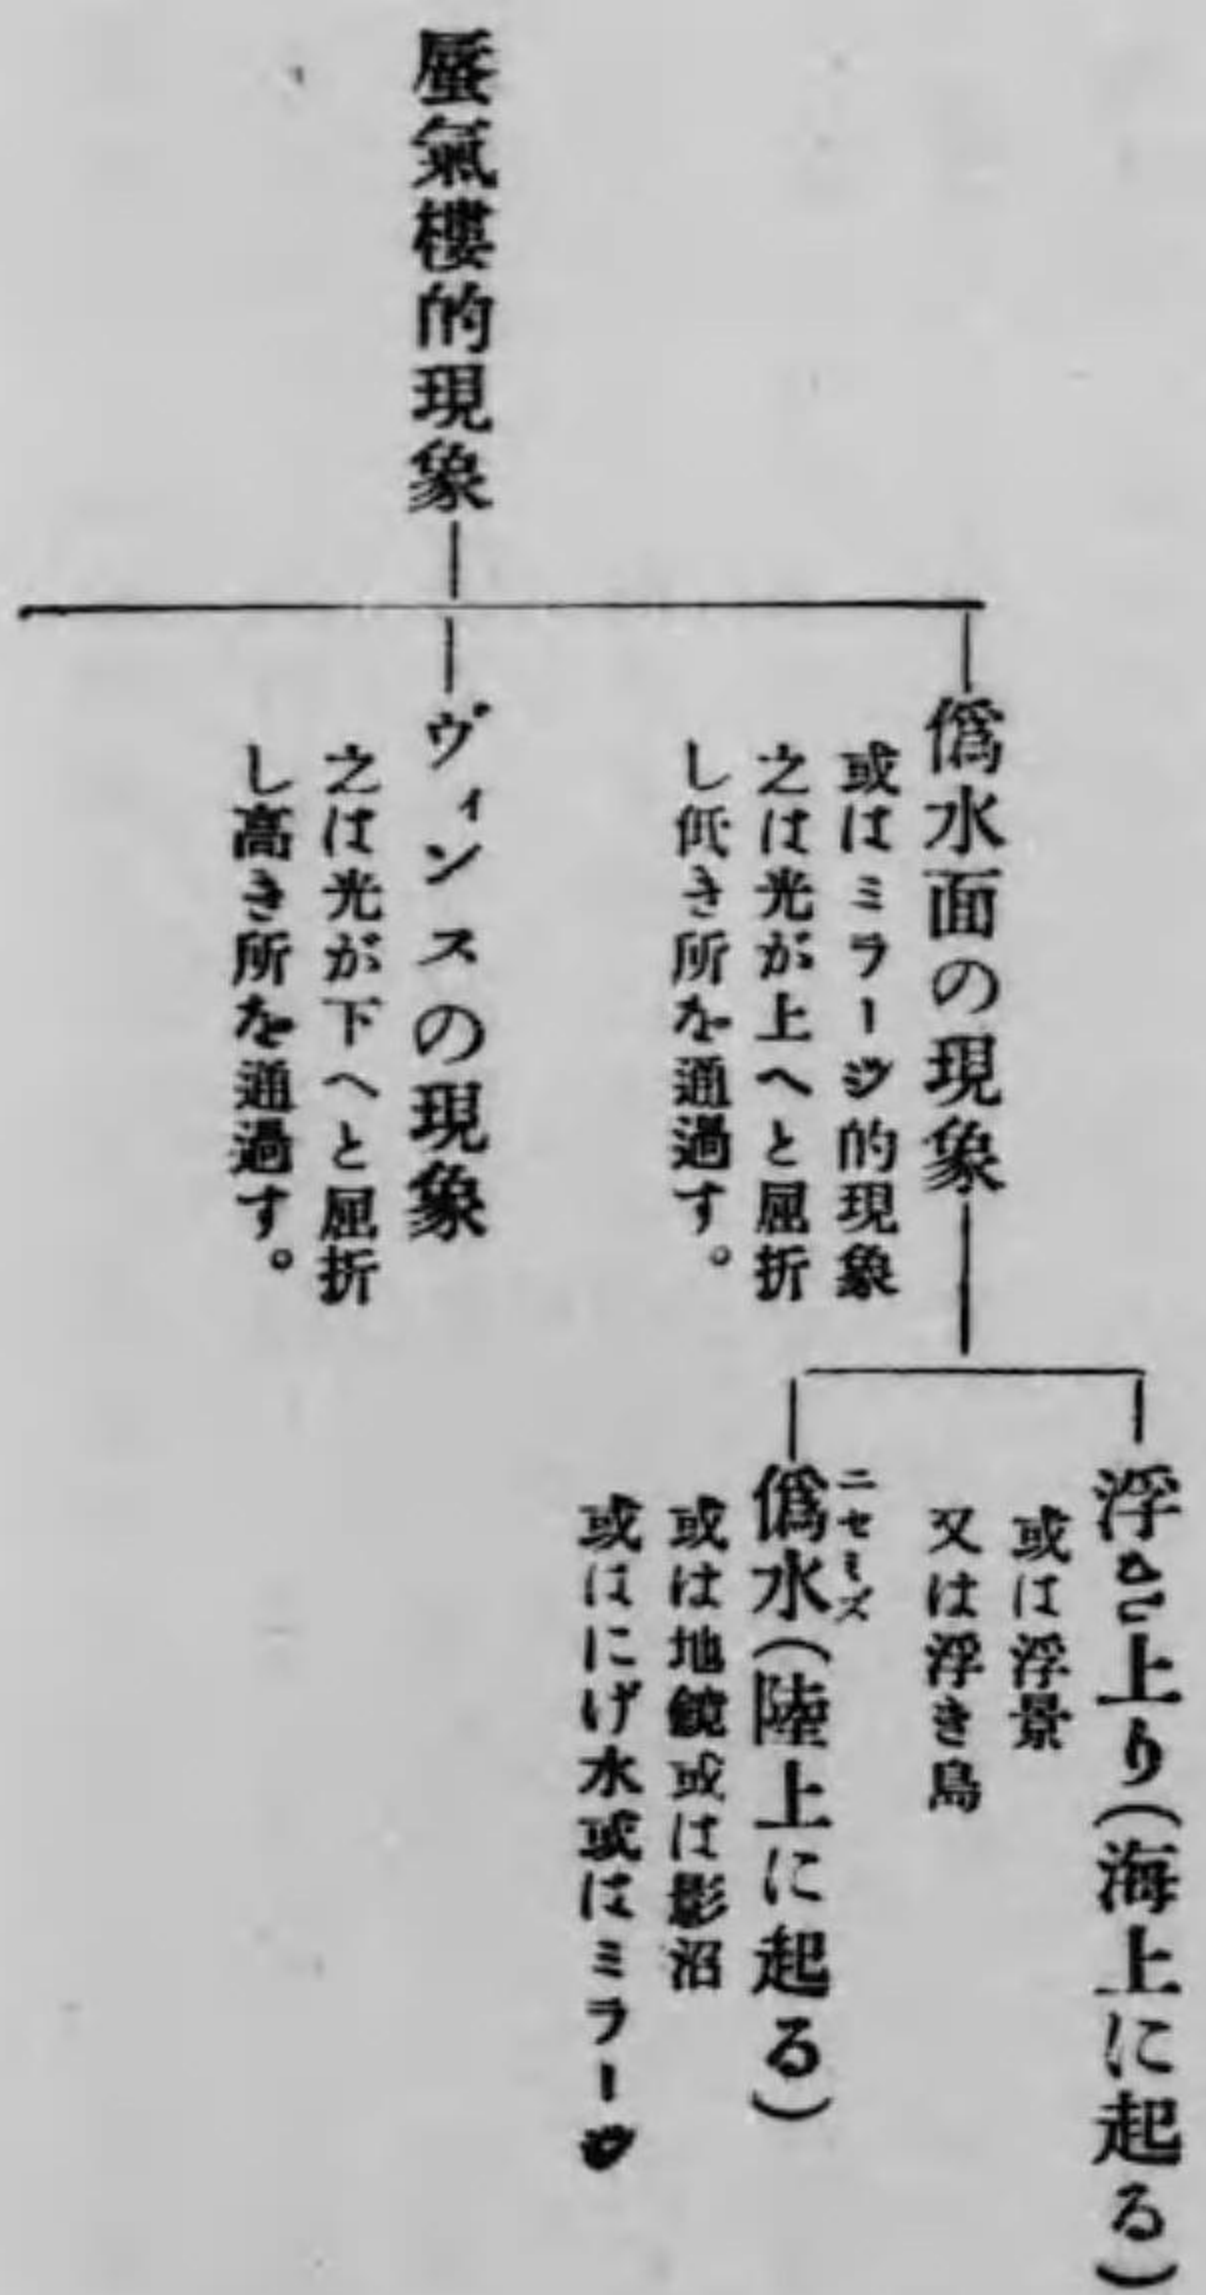 蜃氣樓的現象
僞水面の現象
或はミラージ的現象
之は光が上へと屈折
し低き所を通過す。
浮き上り(海上に起る)
或は浮景
又は浮き島
ニセミズ
僞水(陸上に起る)
或は地鏡或は影沼
或はにげ水或はミラー
ヴィンスの現象
之は光が下へと屈折
し高き所を通過す。